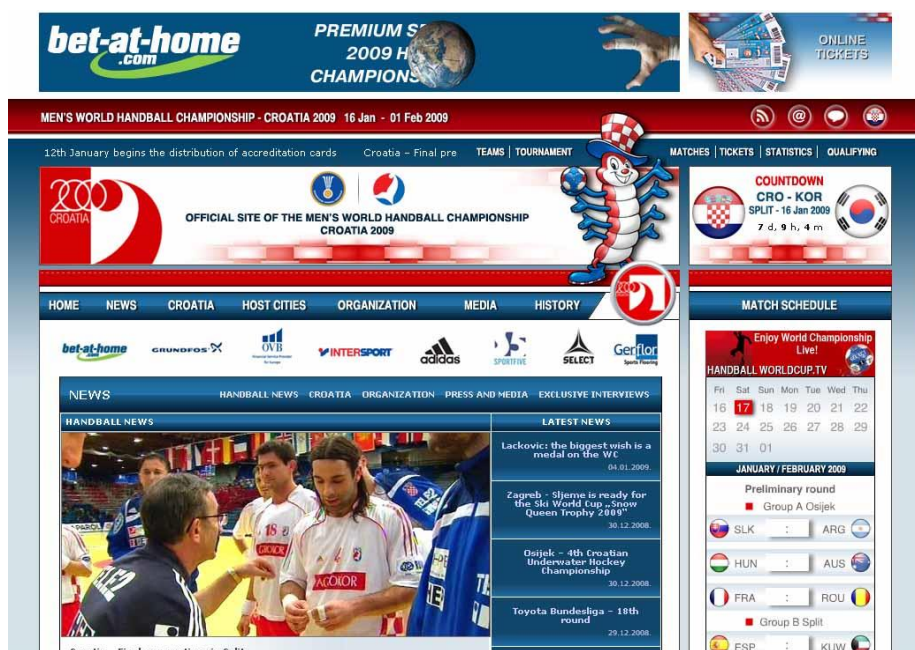 bet-at-home
.com
PREMIUM S
2009 H
CHAMPIONS
ONLINE
TICKETS
MEN'S WORLD HANDBALL CHAMPIONSHIP - CROATIA 2009 16 Jan - 01 Feb 2009
12th January begins the distribution of accreditation cards Croatia - Final pre
TEAMS | TOURNAMENT
MATCHES | TICKETS | STATISTICS | QUALIFYING
2009
CROATIA
OFFICIAL SITE OF THE MEN'S WORLD HANDBALL CHAMPIONSHIP
CROATIA 2009
COUNTDOWN
CRO - KOR
SPLIT - 16 Jan 2009
7 d, 9 h, 4 m
HOME NEWS CROATIA HOST CITIES ORGANIZATION MEDIA HISTORY
MATCH SCHEDULE
bet-at-home
.com
GRUNDFOS
OVB
INTERSPORT
adidas
SPORTFIVE
SELECT
Gerflor
Enjoy World Championship
Live!
HANDBALL WORLDCUP.TV
NEWS
HANDBALL NEWS CROATIA ORGANIZATION PRESS AND MEDIA EXCLUSIVE INTERVIEWS
HANDBALL NEWS
LATEST NEWS
Lackovic: the biggest wish is a
medal on the WC
04.01.2009.
Zagreb - Sljeme is ready for
the Ski World Cup „Snow
Queen Trophy 2009"
30.12.2008.
Osijek - 4th Croatian
Underwater Hockey
Championship
30.12.2008.
Toyota Bundesliga - 18th
round
29.12.2008.
18
AGROKOR
AGOKOR
TELE2
Fri Sat Sun Mon Tue Wed Thu
16 17 18 19 20 21 22
23 24 25 26 27 28 29
30 31 01
JANUARY / FEBRUARY 2009
Preliminary round
Group A Osijek
SLK : ARG
HUN : AUS
FRA : ROU
Group B Split
ESP : KUW